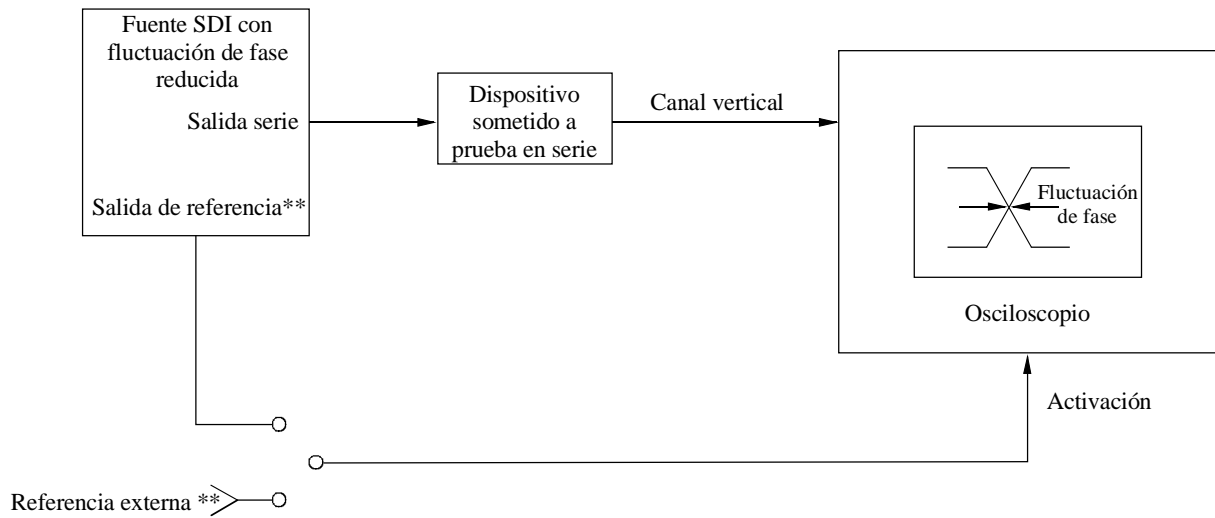 Fuente SDI con
fluctuación de fase
reducida
Salida serie
Salida de referencia**
Dispositivo
sometido a
prueba en serie
Canal vertical
Fluctuación
de fase
Osciloscopio
Activación
Referencia externa **